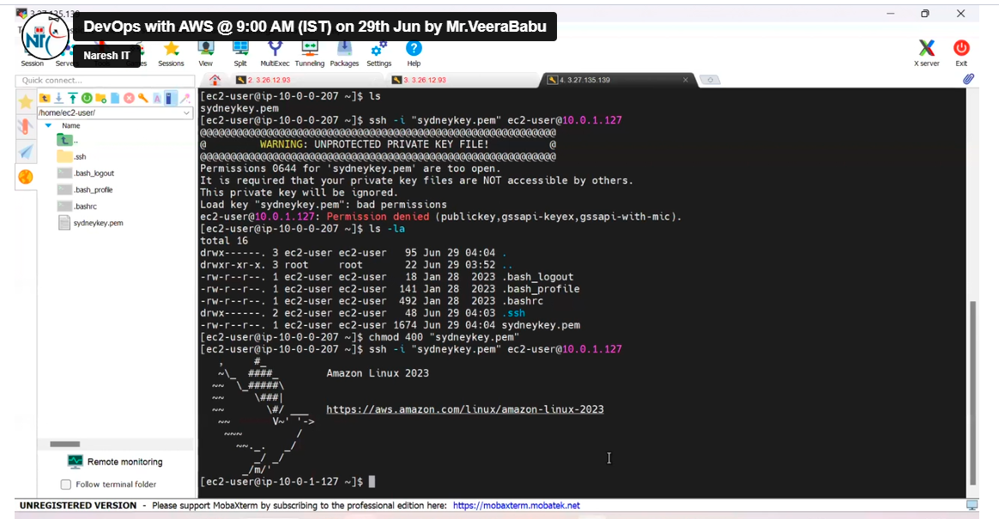 3.27.135.139
DevOps with AWS @ 9:00 AM (IST) on 29th Jun by Mr.VeeraBabu
Naresh IT
Session Sessions View Split MultiExec Tunneling Packages Settings Help X server Exit
Quick connect...
2. 3.26.12.93
3. 3.26.12.93
4. 3.27.135.139
/home/ec2-user/
Name
..
.ssh
.bash_logout
.bash_profile
.bashrc
sydneykey.pem
[ec2-user@ip-10-0-0-207 ~]$ ls
sydneykey.pem
[ec2-user@ip-10-0-0-207 ~]$ ssh -i "sydneykey.pem" ec2-user@10.0.1.127
@@@@@@@@@@@@@@@@@@@@@@@@@@@@@@@@@@@@@@@@@@@@@@@@@@@@@@@@@@@
@         WARNING: UNPROTECTED PRIVATE KEY FILE!          @
@@@@@@@@@@@@@@@@@@@@@@@@@@@@@@@@@@@@@@@@@@@@@@@@@@@@@@@@@@@
Permissions 0644 for 'sydneykey.pem' are too open.
It is required that your private key files are NOT accessible by others.
This private key will be ignored.
Load key "sydneykey.pem": bad permissions
ec2-user@10.0.1.127: Permission denied (publickey,gssapi-keyex,gssapi-with-mic).
[ec2-user@ip-10-0-0-207 ~]$ ls -la
total 16
drwx------. 3 ec2-user ec2-user   95 Jun 29 04:04 .
drwxr-xr-x. 3 root     root       22 Jun 29 03:52 ..
-rw-r--r--. 1 ec2-user ec2-user   18 Jan 28  2023 .bash_logout
-rw-r--r--. 1 ec2-user ec2-user  141 Jan 28  2023 .bash_profile
-rw-r--r--. 1 ec2-user ec2-user  492 Jan 28  2023 .bashrc
drwx------. 2 ec2-user ec2-user   48 Jun 29 04:03 .ssh
-rw-r--r--. 1 ec2-user ec2-user 1674 Jun 29 04:04 sydneykey.pem
[ec2-user@ip-10-0-0-207 ~]$ chmod 400 "sydneykey.pem"
[ec2-user@ip-10-0-0-207 ~]$ ssh -i "sydneykey.pem" ec2-user@10.0.1.127
   ,     #_
   ~\_  ####_        Amazon Linux 2023
  ~~  \_#####\
  ~~     \###|
  ~~       \#/ ___   https://aws.amazon.com/linux/amazon-linux-2023
   ~~       V~' '->
    ~~~         /
      ~~._.   _/
         _/ _/
       _/m/'
[ec2-user@ip-10-0-1-127 ~]$
Remote monitoring
Follow terminal folder
UNREGISTERED VERSION - Please support MobaXterm by subscribing to the professional edition here: https://mobaxterm.mobatek.net